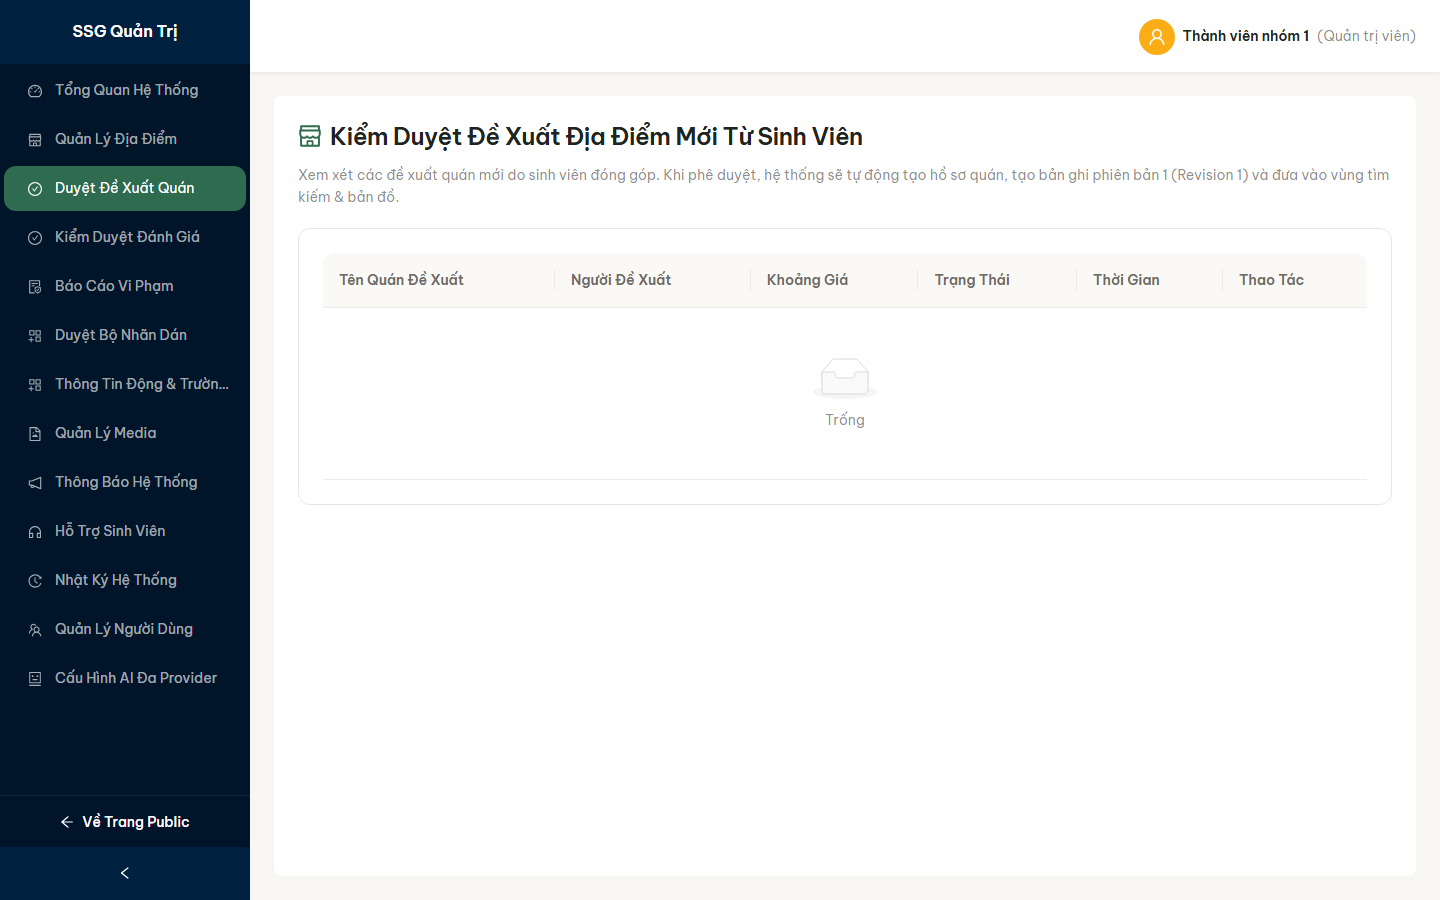 SSG Quản Trị
Tổng Quan Hệ Thống
Quản Lý Địa Điểm
Duyệt Đề Xuất Quán
Kiểm Duyệt Đánh Giá
Báo Cáo Vi Phạm
Duyệt Bộ Nhãn Dán
Thông Tin Động & Trườn...
Quản Lý Media
Thông Báo Hệ Thống
Hỗ Trợ Sinh Viên
Nhật Ký Hệ Thống
Quản Lý Người Dùng
Cấu Hình AI Đa Provider
Về Trang Public
Thành viên nhóm 1 (Quản trị viên)
Kiểm Duyệt Đề Xuất Địa Điểm Mới Từ Sinh Viên
Xem xét các đề xuất quán mới do sinh viên đóng góp. Khi phê duyệt, hệ thống sẽ tự động tạo hồ sơ quán, tạo bản ghi phiên bản 1 (Revision 1) và đưa vào vùng tìm
kiếm & bản đồ.
Tên Quán Đề Xuất Người Đề Xuất Khoảng Giá Trạng Thái Thời Gian Thao Tác
Trống